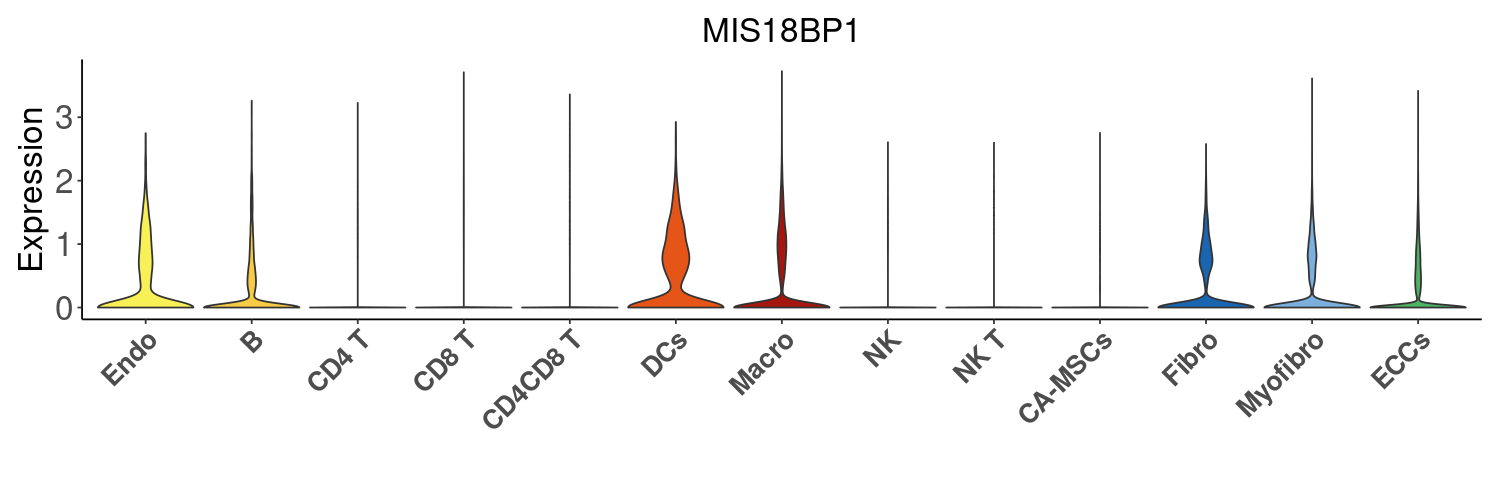 MIS18BP1
Expression
3
2
1
0
Endo
B
CD4 T
CD8 T
CD4CD8 T
DCs
Macro
NK
NK T
CA-MSCs
Fibro
Myofibro
ECCs